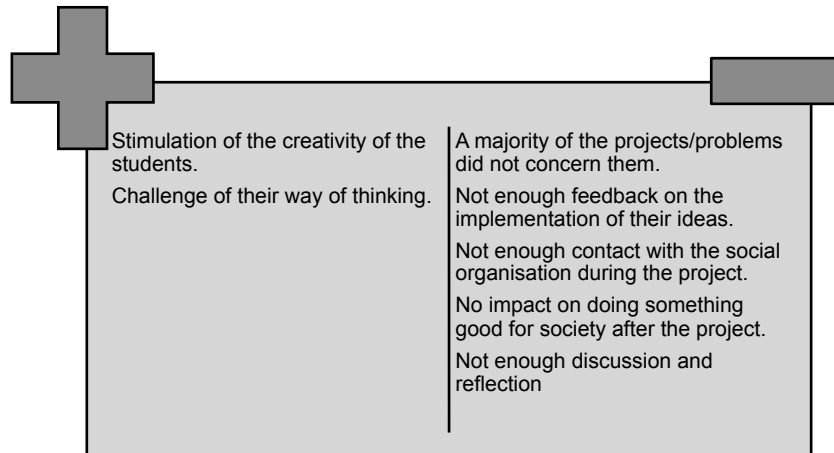 Stimulation of the creativity of the
students.
Challenge of their way of thinking.
A majority of the projects/problems
did not concern them.
Not enough feedback on the
implementation of their ideas.
Not enough contact with the social
organisation during the project.
No impact on doing something
good for society after the project.
Not enough discussion and
reflection